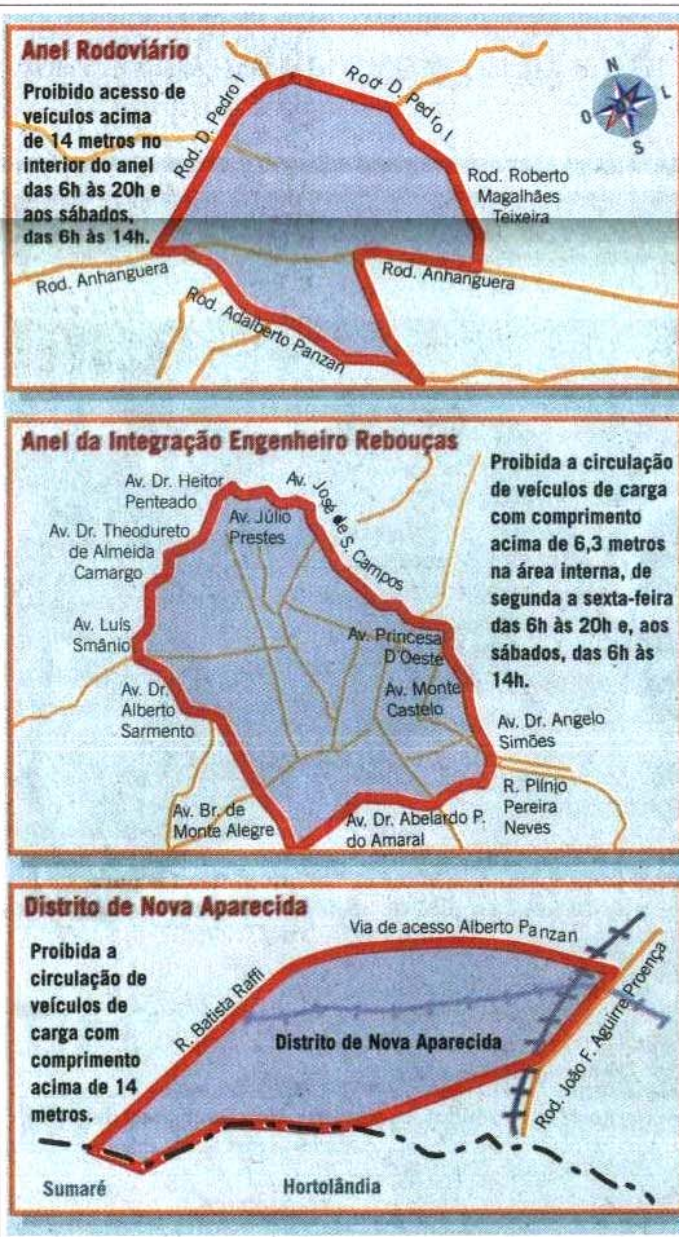 Anel Rodoviário
Proibido acesso de
veículos acima
de 14 metros no
interior do anel
das 6h às 20h e
aos sábados,
das 6h às 14h.
Rod. D. Pedro I
Rod. D. Pedro I
N
O
L
S
Rod. Roberto
Magalhães
Teixeira
Rod. Anhanguera
Rod. Anhanguera
Rod. Adalberto Panzan
Anel da Integração Engenheiro Rebouças
Av. Dr. Heitor
Penteado
Av. José de S. Campos
Av. Júlio
Prestes
Av. Dr. Theodureto
de Almeida
Camargo
Av. Luís
Smânio
Av. Dr.
Alberto
Sarmento
Av. Br. de
Monte Alegre
Av. Princesa
D'Oeste
Av. Monte
Castelo
Av. Dr. Abelardo P.
do Amaral
Av. Dr. Angelo
Simões
R. Plínio
Pereira
Neves
Proibida a circulação
de veículos de carga
com comprimento
acima de 6,3 metros
na área interna, de
segunda a sexta-feira
das 6h às 20h e, aos
sábados, das 6h às
14h.
Distrito de Nova Aparecida
Proibida a
circulação de
veículos de
carga com
comprimento
acima de 14
metros.
Via de acesso Alberto Panzan
R. Batista Raffi
Distrito de Nova Aparecida
Rod. João F. Aguirre Proença
Sumaré
Hortolândia